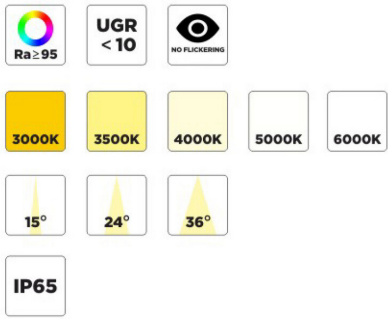 Ra≥95
UGR
< 10
NO FLICKERING
3000K
3500K
4000K
5000K
6000K
15°
24°
36°
IP65